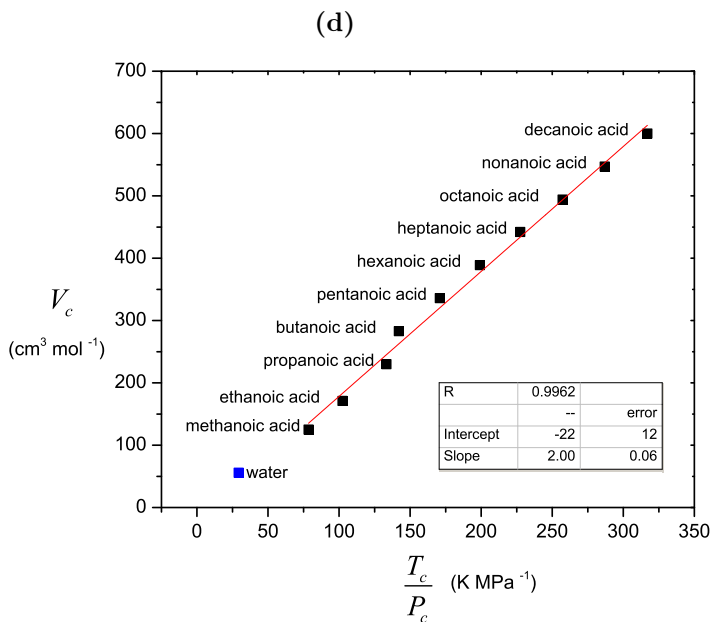 (d)
700
600
500
400
300
200
100
0
V_c
(cm³ mol ⁻¹)
decanoic acid
nonanoic acid
octanoic acid
heptanoic acid
hexanoic acid
pentanoic acid
butanoic acid
propanoic acid
ethanoic acid
methanoic acid
water
R 0.9962
-- error
Intercept -22 12
Slope 2.00 0.06
0 50 100 150 200 250 300 350
T_c
P_c
(K MPa ⁻¹)